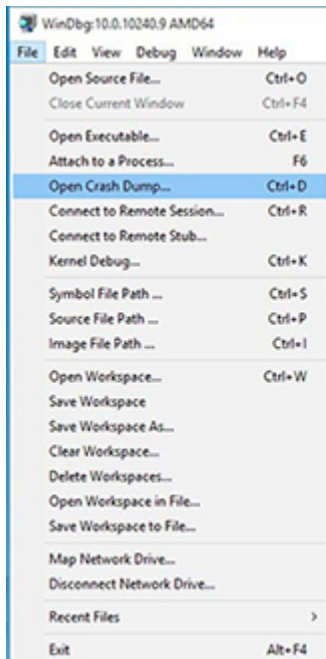 WinDbg:10.0.10240.9 AMD64
File Edit View Debug Window Help
Open Source File... Ctrl+O
Close Current Window Ctrl+F4
Open Executable... Ctrl+E
Attach to a Process... F6
Open Crash Dump... Ctrl+D
Connect to Remote Session... Ctrl+R
Connect to Remote Stub...
Kernel Debug... Ctrl+K
Symbol File Path ... Ctrl+S
Source File Path ... Ctrl+P
Image File Path ... Ctrl+I
Open Workspace... Ctrl+W
Save Workspace
Save Workspace As...
Clear Workspace...
Delete Workspaces...
Open Workspace in File...
Save Workspace to File...
Map Network Drive...
Disconnect Network Drive...
Recent Files >
Exit Alt+F4